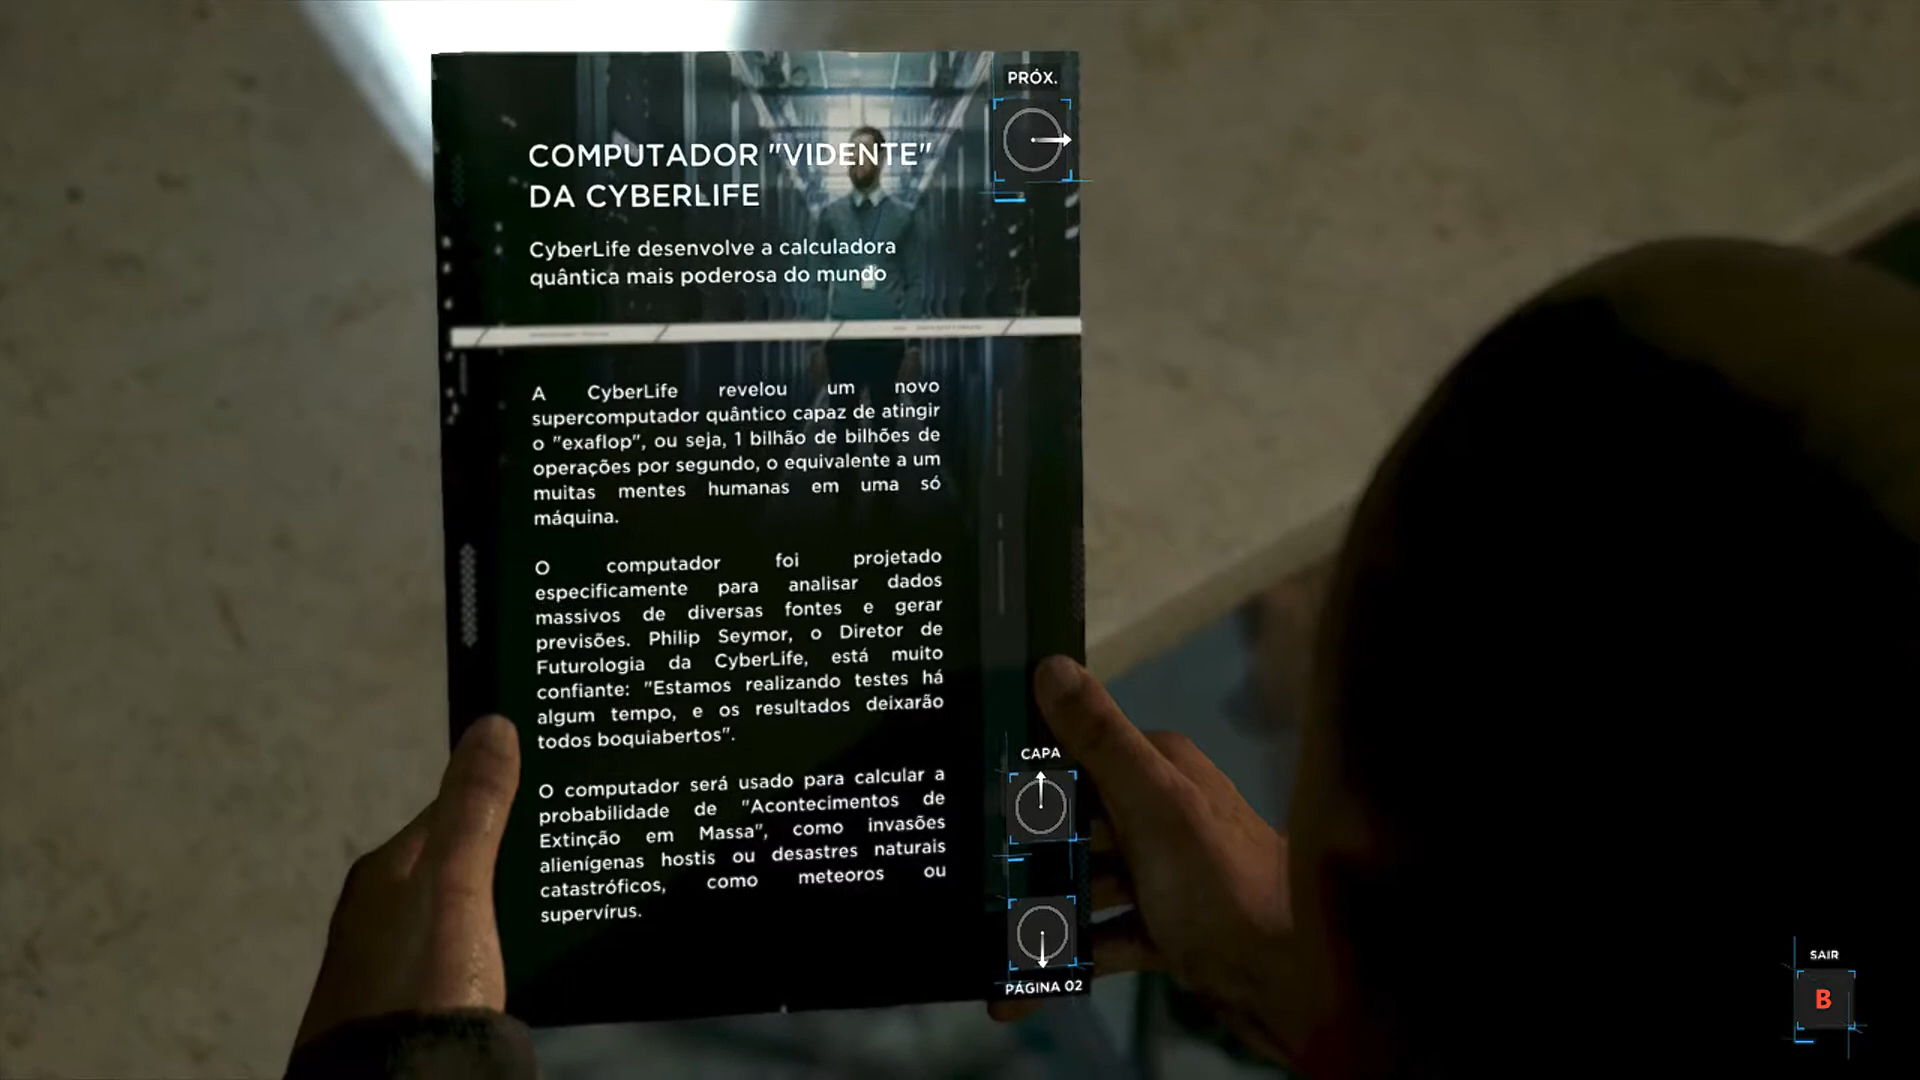 PRÓX.
COMPUTADOR "VIDENTE"
DA CYBERLIFE
CyberLife desenvolve a calculadora
quântica mais poderosa do mundo
A CyberLife revelou um novo
supercomputador quântico capaz de atingir
o "exaflop", ou seja, 1 bilhão de bilhões de
operações por segundo, o equivalente a um
muitas mentes humanas em uma só
máquina.
O computador foi projetado
especificamente para analisar dados
massivos de diversas fontes e gerar
previsões. Philip Seymor, o Diretor de
Futurologia da CyberLife, está muito
confiante: "Estamos realizando testes há
algum tempo, e os resultados deixarão
todos boquiabertos".
O computador será usado para calcular a
probabilidade de "Acontecimentos de
Extinção em Massa", como invasões
alienígenas hostis ou desastres naturais
catastróficos, como meteoros ou
supervírus.
CAPA
PÁGINA 02
SAIR
B